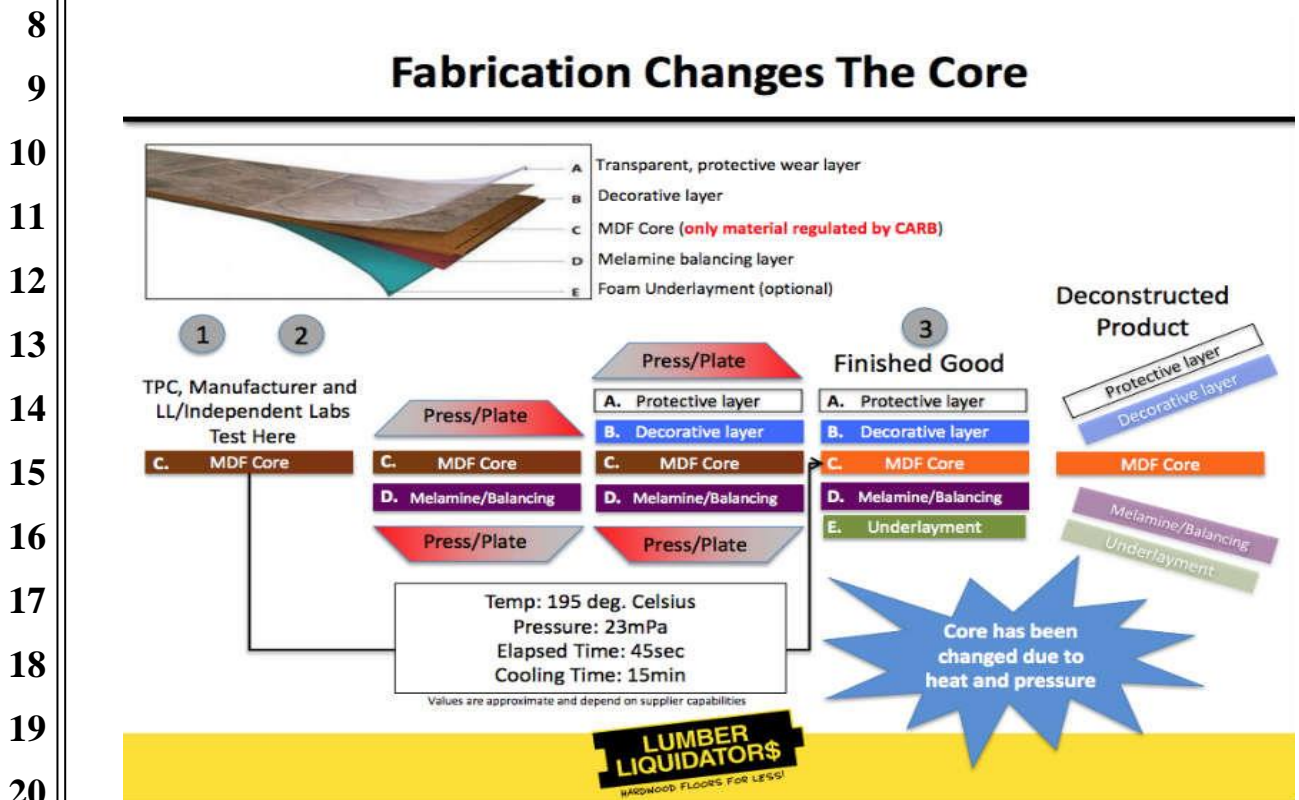 8
9
10
11
12
13
14
15
16
17
18
19
20
Fabrication Changes The Core
A Transparent, protective wear layer
B Decorative layer
C MDF Core (only material regulated by CARB)
D Melamine balancing layer
E Foam Underlayment (optional)
1
2
TPC, Manufacturer and
LL/Independent Labs
Test Here
C. MDF Core
Press/Plate
C. MDF Core
D. Melamine/Balancing
Press/Plate
Press/Plate
A. Protective layer
B. Decorative layer
C. MDF Core
D. Melamine/Balancing
Press/Plate
3
Finished Good
A. Protective layer
B. Decorative layer
C. MDF Core
D. Melamine/Balancing
E. Underlayment
Deconstructed
Product
Protective layer
Decorative layer
MDF Core
Melamine/Balancing
Underlayment
Temp: 195 deg. Celsius
Pressure: 23mPa
Elapsed Time: 45sec
Cooling Time: 15min
Values are approximate and depend on supplier capabilities
Core has been
changed due to
heat and pressure
LUMBER
LIQUIDATOR$
HARDWOOD FLOORS FOR LESS!